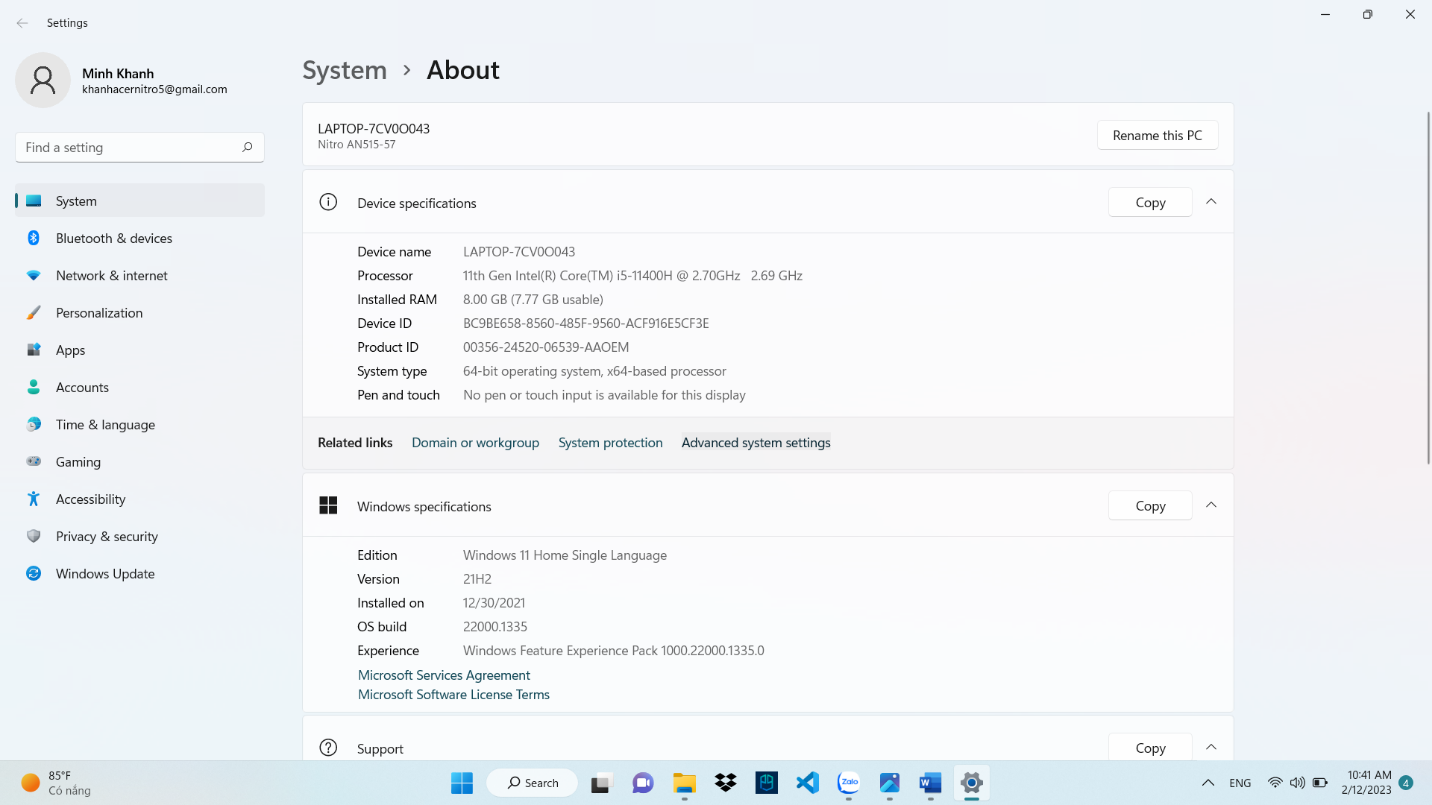 Settings
Minh Khanh
khanhacernitro5@gmail.com
Find a setting
System
Bluetooth & devices
Network & internet
Personalization
Apps
Accounts
Time & language
Gaming
Accessibility
Privacy & security
Windows Update
System > About
LAPTOP-7CV0O043
Nitro AN515-57
Rename this PC
Device specifications
Copy
Device name LAPTOP-7CV0O043
Processor 11th Gen Intel(R) Core(TM) i5-11400H @ 2.70GHz 2.69 GHz
Installed RAM 8.00 GB (7.77 GB usable)
Device ID BC9BE658-8560-485F-9560-ACF916E5CF3E
Product ID 00356-24520-06539-AAOEM
System type 64-bit operating system, x64-based processor
Pen and touch No pen or touch input is available for this display
Related links Domain or workgroup System protection Advanced system settings
Windows specifications
Copy
Edition Windows 11 Home Single Language
Version 21H2
Installed on 12/30/2021
OS build 22000.1335
Experience Windows Feature Experience Pack 1000.22000.1335.0
Microsoft Services Agreement
Microsoft Software License Terms
Support
Copy
85°F
Có nắng
Search
Zalo
W
ENG
10:41 AM
2/12/2023
4